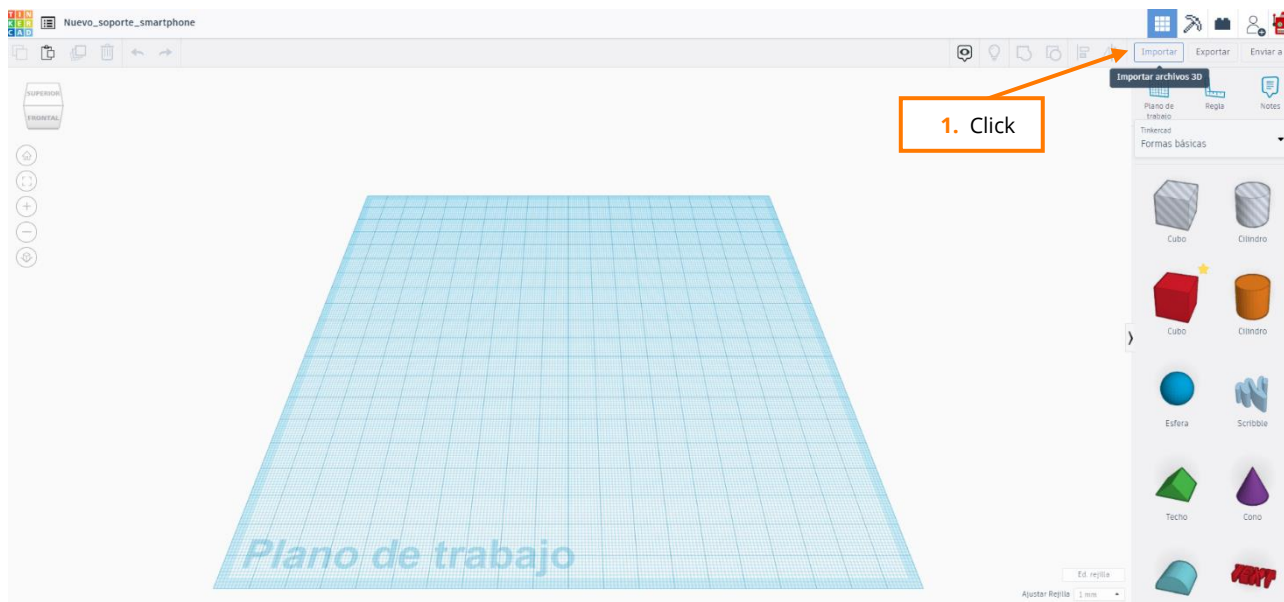 TIN
KER
CAD
Nuevo_soporte_smartphone
Importar
Exportar
Enviar a
Importar archivos 3D
1. Click
SUPERIOR
FRONTAL
Plano de
trabajo
Regla
Notes
Tinkercad
Formas básicas
Cubo
Cilindro
Cubo
Cilindro
Esfera
Scribble
Techo
Cono
TEXT
Plano de trabajo
Ed. rejilla
Ajustar Rejilla
1 mm